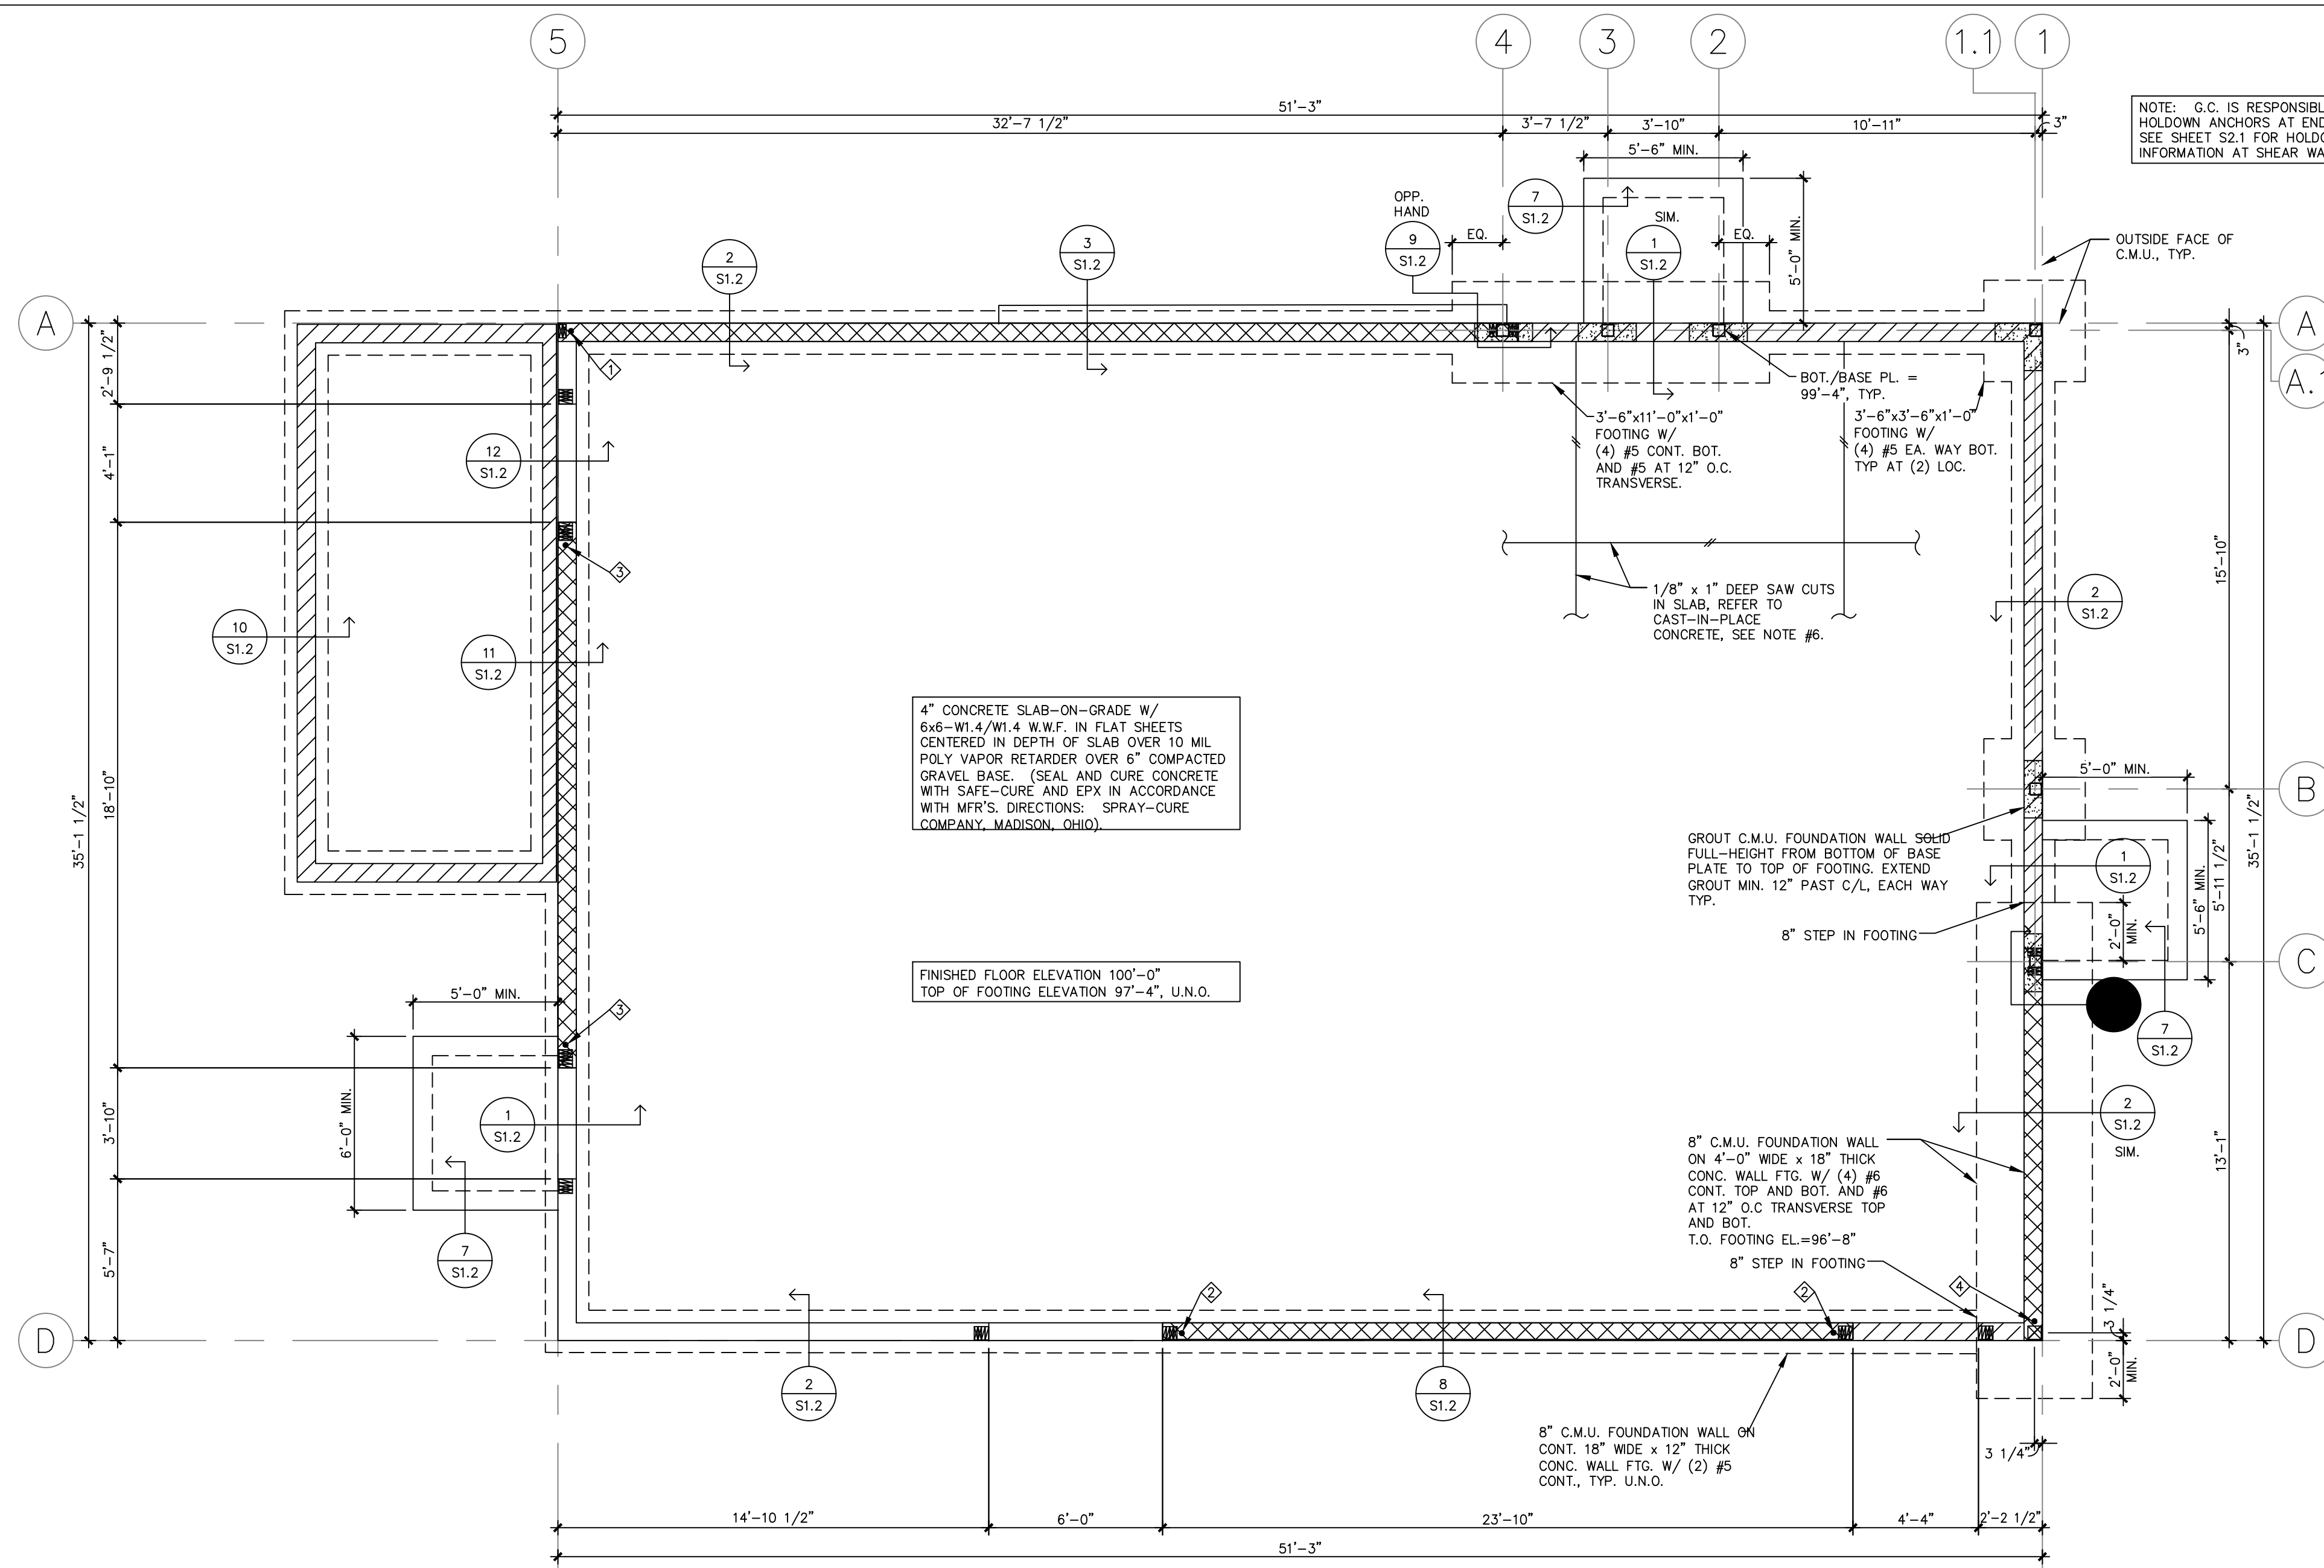 5
4
3
2
1.1
1
51'-3"
32'-7 1/2"
3'-7 1/2"
3'-10"
10'-11"
3"
NOTE: G.C. IS RESPONSIBL
HOLDOWN ANCHORS AT END
SEE SHEET S2.1 FOR HOLDO
INFORMATION AT SHEAR WA
5'-6" MIN.
5'-0" MIN.
OPP.
HAND
9
S1.2
EQ.
7
S1.2
SIM.
1
S1.2
EQ.
2
S1.2
3
S1.2
OUTSIDE FACE OF
C.M.U., TYP.
A
A
3"
A.1
1
BOT./BASE PL. =
99'-4", TYP.
3'-6"x11'-0"x1'-0"
FOOTING W/
(4) #5 CONT. BOT.
AND #5 AT 12" O.C.
TRANSVERSE.
3'-6"x3'-6"x1'-0"
FOOTING W/
(4) #5 EA. WAY BOT.
TYP AT (2) LOC.
2'-9 1/2"
4'-1"
12
S1.2
3
10
S1.2
11
S1.2
1/8" x 1" DEEP SAW CUTS
IN SLAB, REFER TO
CAST-IN-PLACE
CONCRETE, SEE NOTE #6.
15'-10"
2
S1.2
4" CONCRETE SLAB-ON-GRADE W/
6x6-W1.4/W1.4 W.W.F. IN FLAT SHEETS
CENTERED IN DEPTH OF SLAB OVER 10 MIL
POLY VAPOR RETARDER OVER 6" COMPACTED
GRAVEL BASE. (SEAL AND CURE CONCRETE
WITH SAFE-CURE AND EPX IN ACCORDANCE
WITH MFR'S. DIRECTIONS: SPRAY-CURE
COMPANY, MADISON, OHIO).
35'-1 1/2"
18'-10"
5'-0" MIN.
B
35'-1 1/2"
GROUT C.M.U. FOUNDATION WALL SOLID
FULL-HEIGHT FROM BOTTOM OF BASE
PLATE TO TOP OF FOOTING. EXTEND
GROUT MIN. 12" PAST C/L, EACH WAY
TYP.
1
S1.2
5'-6" MIN.
5'-11 1/2"
2'-0"
MIN.
8" STEP IN FOOTING
C
FINISHED FLOOR ELEVATION 100'-0"
TOP OF FOOTING ELEVATION 97'-4", U.N.O.
5'-0" MIN.
3
7
S1.2
6'-0" MIN.
3'-10"
1
S1.2
2
S1.2
SIM.
13'-1"
8" C.M.U. FOUNDATION WALL
ON 4'-0" WIDE x 18" THICK
CONC. WALL FTG. W/ (4) #6
CONT. TOP AND BOT. AND #6
AT 12" O.C TRANSVERSE TOP
AND BOT.
T.O. FOOTING EL.=96'-8"
8" STEP IN FOOTING
5'-7"
7
S1.2
2
2
4
3 1/4"
2'-0"
MIN.
D
D
2
S1.2
8
S1.2
8" C.M.U. FOUNDATION WALL ON
CONT. 18" WIDE x 12" THICK
CONC. WALL FTG. W/ (2) #5
CONT., TYP. U.N.O.
3 1/4"
14'-10 1/2"
6'-0"
23'-10"
4'-4"
2'-2 1/2"
51'-3"